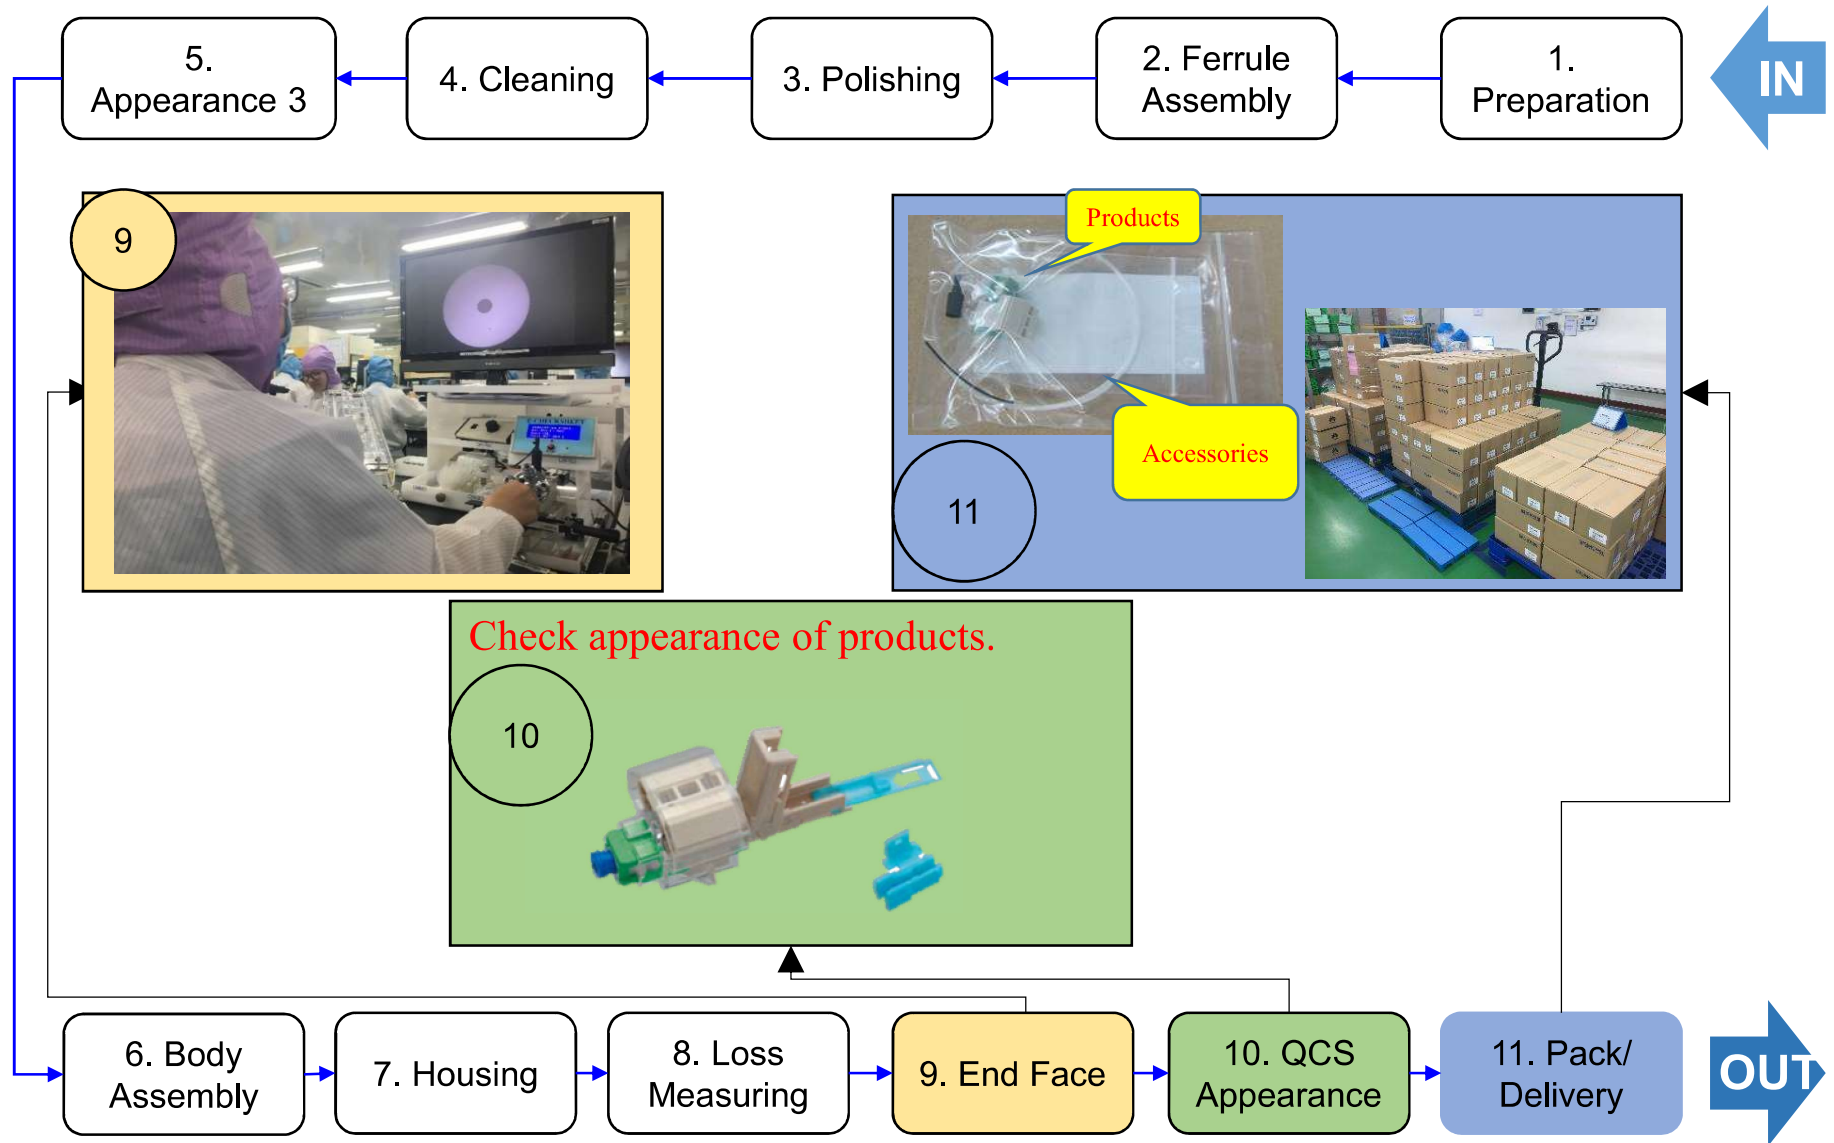 5.
Appearance 3
4. Cleaning
3. Polishing
2. Ferrule
Assembly
1.
Preparation
IN
9
Products
Accessories
11
Check appearance of products.
10
6. Body
Assembly
7. Housing
8. Loss
Measuring
9. End Face
10. QCS
Appearance
11. Pack/
Delivery
OUT